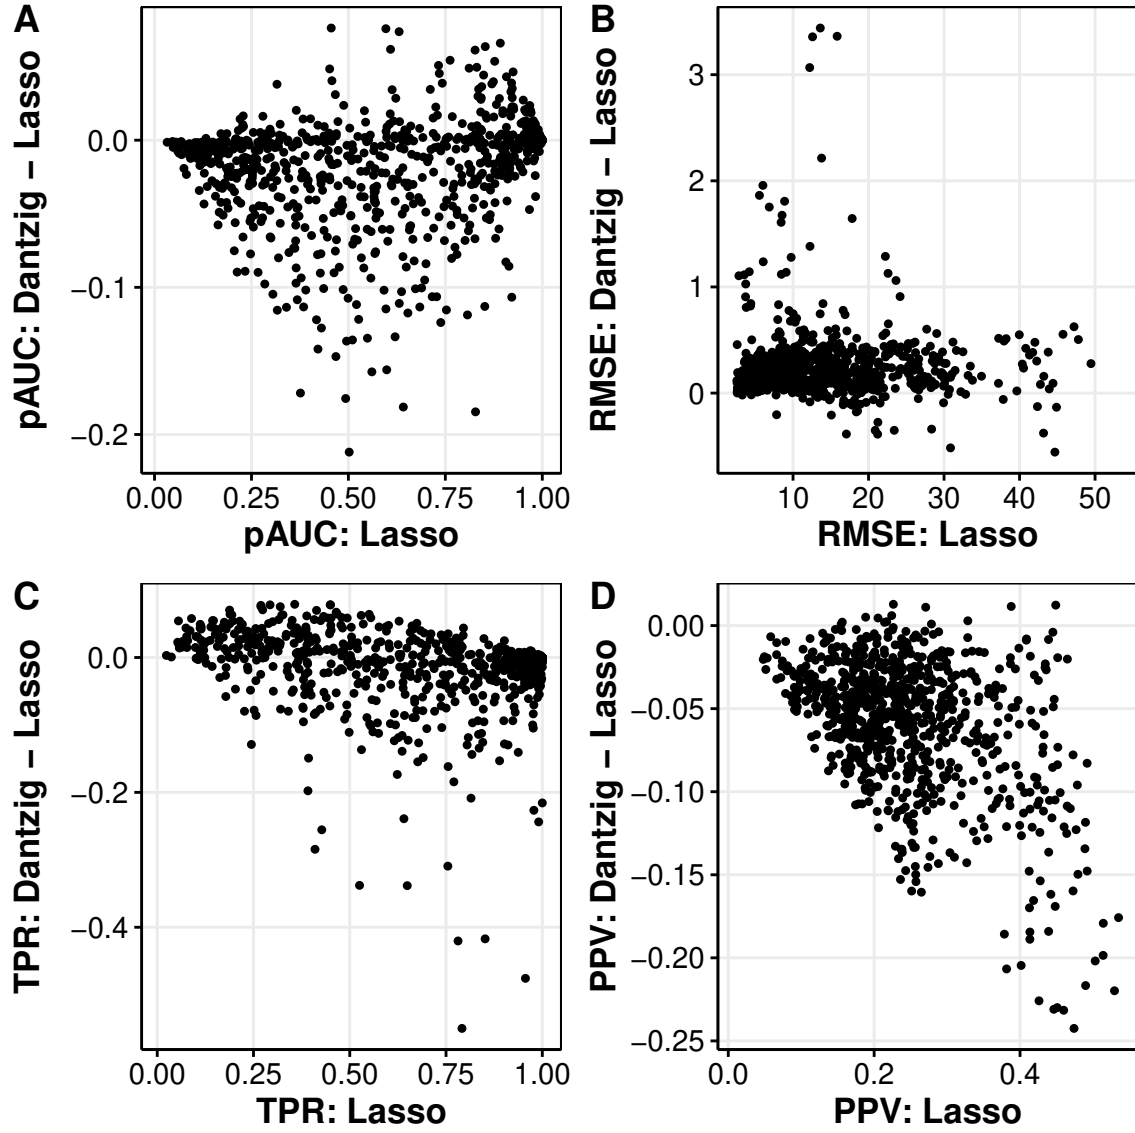 A
pAUC: Dantzig − Lasso
0.0
−0.1
−0.2
0.00 0.25 0.50 0.75 1.00
pAUC: Lasso
B
RMSE: Dantzig − Lasso
3
2
1
0
10 20 30 40 50
RMSE: Lasso
C
TPR: Dantzig − Lasso
0.0
−0.2
−0.4
0.00 0.25 0.50 0.75 1.00
TPR: Lasso
D
PPV: Dantzig − Lasso
0.00
−0.05
−0.10
−0.15
−0.20
−0.25
0.0 0.2 0.4
PPV: Lasso